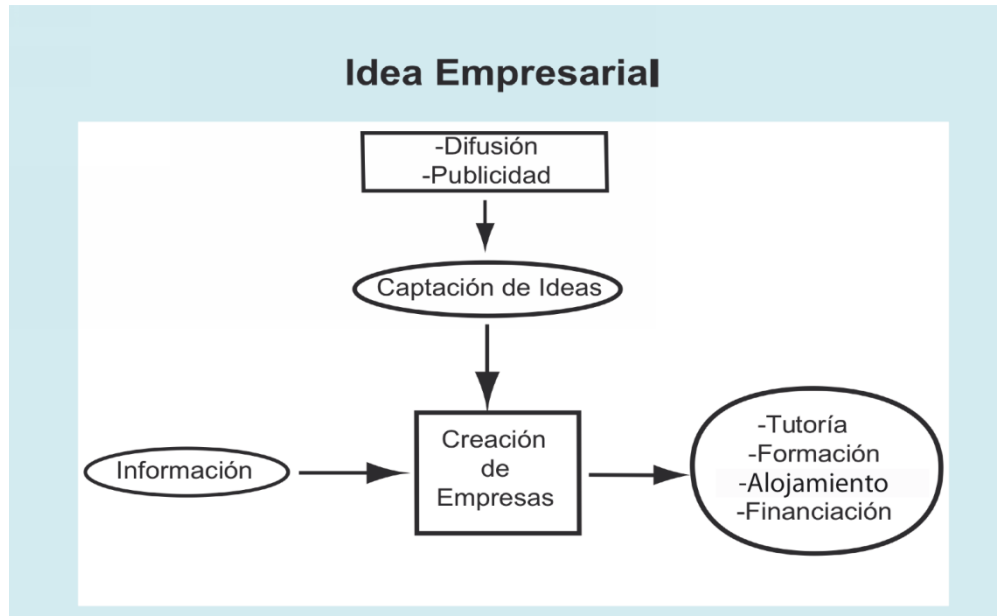 Idea Empresarial
-Difusión
-Publicidad
Captación de Ideas
Información
Creación
de
Empresas
-Tutoría
-Formación
-Alojamiento
-Financiación